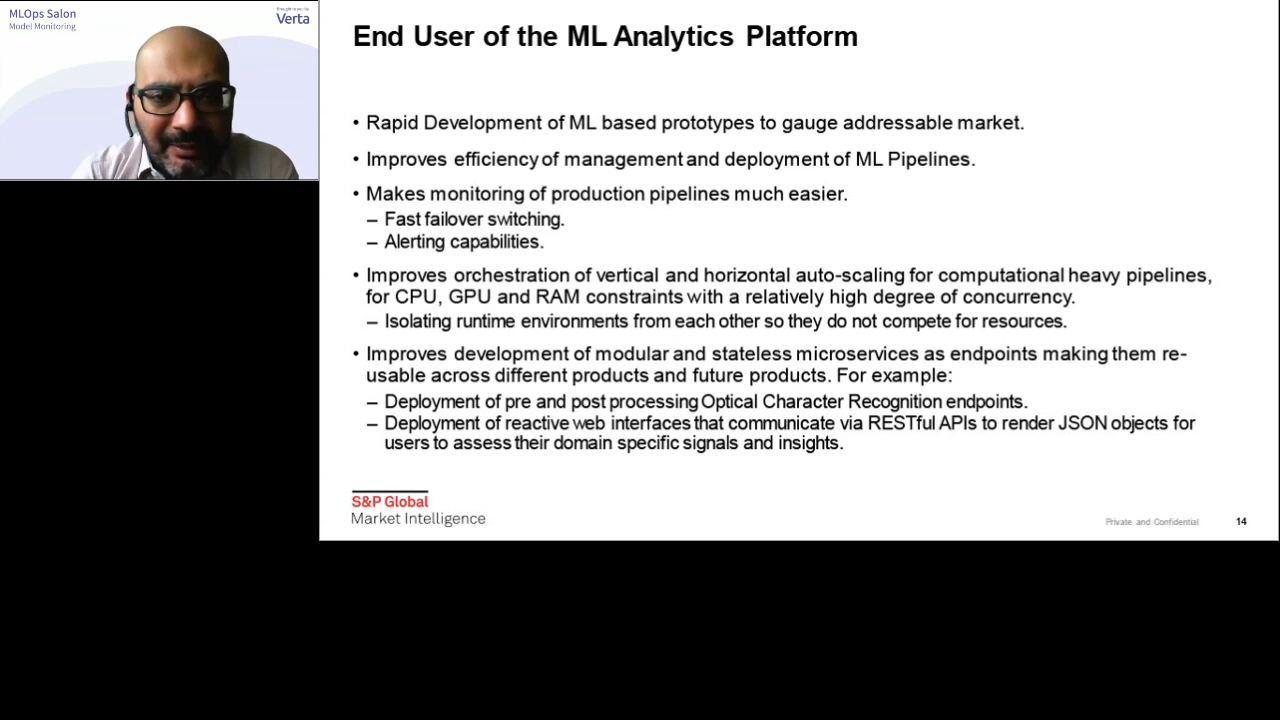 MLOps Salon
Model Monitoring
brought to you by
Verta
End User of the ML Analytics Platform
• Rapid Development of ML based prototypes to gauge addressable market.
• Improves efficiency of management and deployment of ML Pipelines.
• Makes monitoring of production pipelines much easier.
– Fast failover switching.
– Alerting capabilities.
• Improves orchestration of vertical and horizontal auto-scaling for computational heavy pipelines,
for CPU, GPU and RAM constraints with a relatively high degree of concurrency.
– Isolating runtime environments from each other so they do not compete for resources.
• Improves development of modular and stateless microservices as endpoints making them re-
usable across different products and future products. For example:
– Deployment of pre and post processing Optical Character Recognition endpoints.
– Deployment of reactive web interfaces that communicate via RESTful APIs to render JSON objects for
users to assess their domain specific signals and insights.
S&P Global
Market Intelligence
Private and Confidential
14